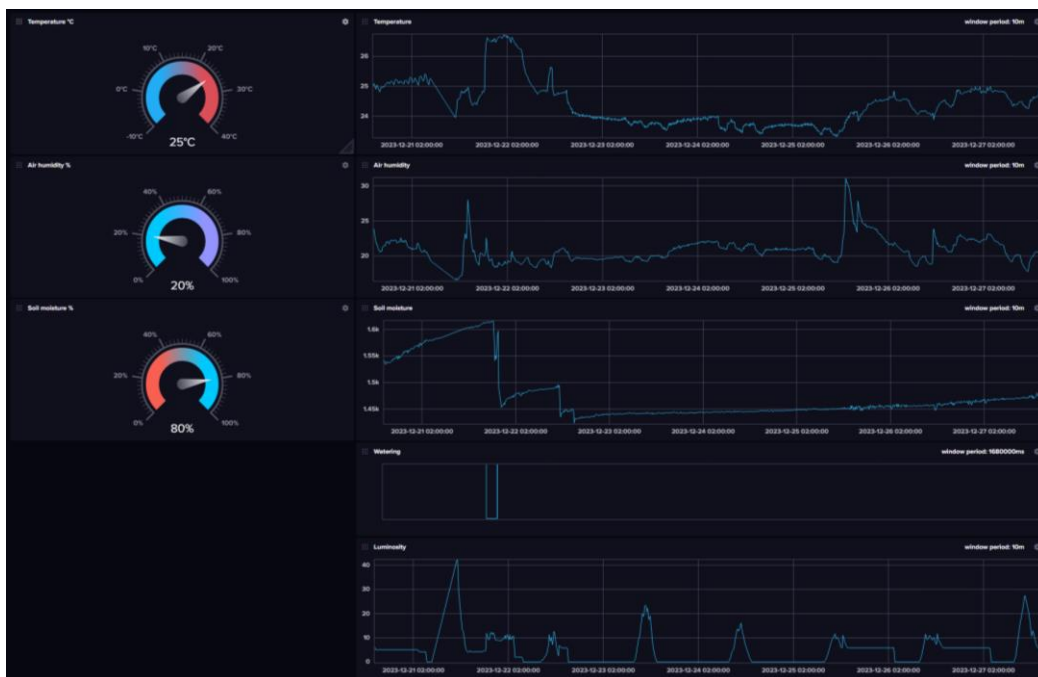 Temperature °C
10°C
20°C
0°C
30°C
-10°C
40°C
25°C
Temperature
window period: 10m
26
25
24
2023-12-21 02:00:00
2023-12-22 02:00:00
2023-12-23 02:00:00
2023-12-24 02:00:00
2023-12-25 02:00:00
2023-12-26 02:00:00
2023-12-27 02:00:00
Air humidity %
40%
60%
20%
80%
0%
100%
20%
Air humidity
window period: 10m
30
25
20
2023-12-21 02:00:00
2023-12-22 02:00:00
2023-12-23 02:00:00
2023-12-24 02:00:00
2023-12-25 02:00:00
2023-12-26 02:00:00
2023-12-27 02:00:00
Soil moisture %
40%
60%
20%
80%
0%
100%
80%
Soil moisture
window period: 10m
1.6k
1.55k
1.5k
1.45k
2023-12-21 02:00:00
2023-12-22 02:00:00
2023-12-23 02:00:00
2023-12-24 02:00:00
2023-12-25 02:00:00
2023-12-26 02:00:00
2023-12-27 02:00:00
Watering
window period: 1680000ms
Luminosity
window period: 10m
40
30
20
10
0
2023-12-21 02:00:00
2023-12-22 02:00:00
2023-12-23 02:00:00
2023-12-24 02:00:00
2023-12-25 02:00:00
2023-12-26 02:00:00
2023-12-27 02:00:00